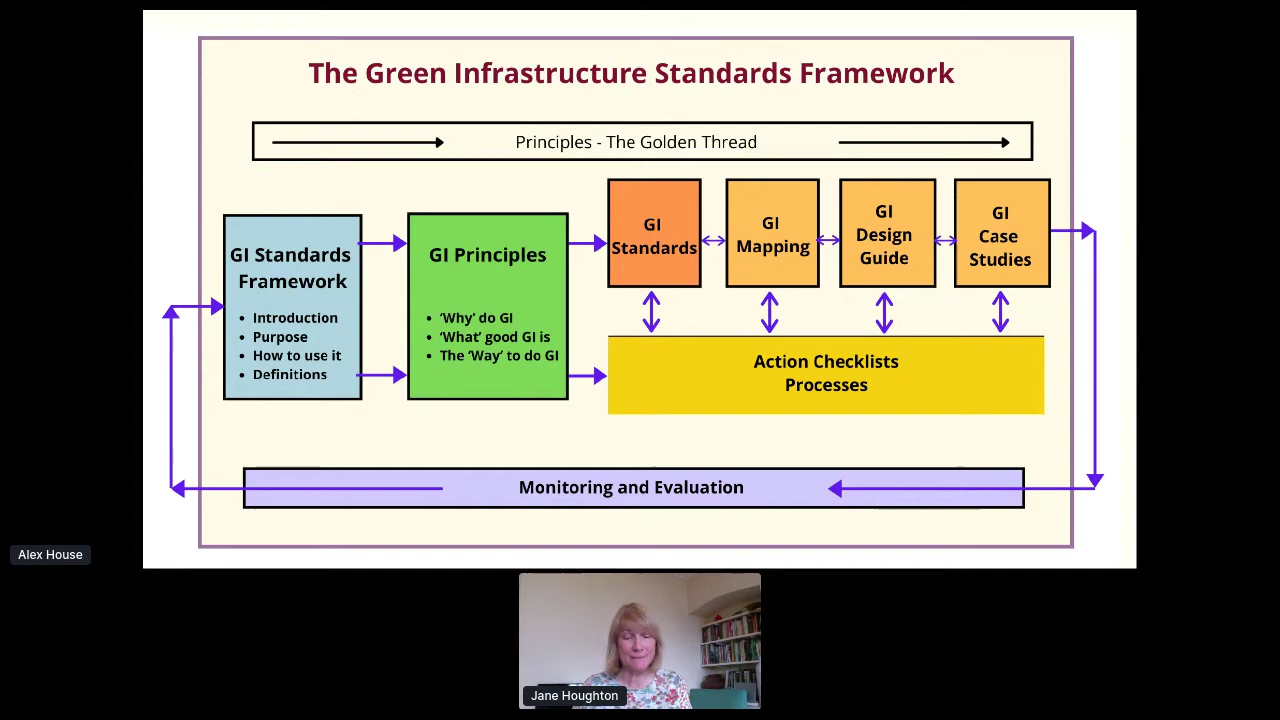 The Green Infrastructure Standards Framework
Principles - The Golden Thread
GI Standards
Framework
• Introduction
• Purpose
• How to use it
• Definitions
GI Principles
• ‘Why’ do GI
• ‘What’ good GI is
• The ‘Way’ to do GI
GI
Standards
GI
Mapping
GI
Design
Guide
GI
Case
Studies
Action Checklists
Processes
Monitoring and Evaluation
Alex House
Jane Houghton